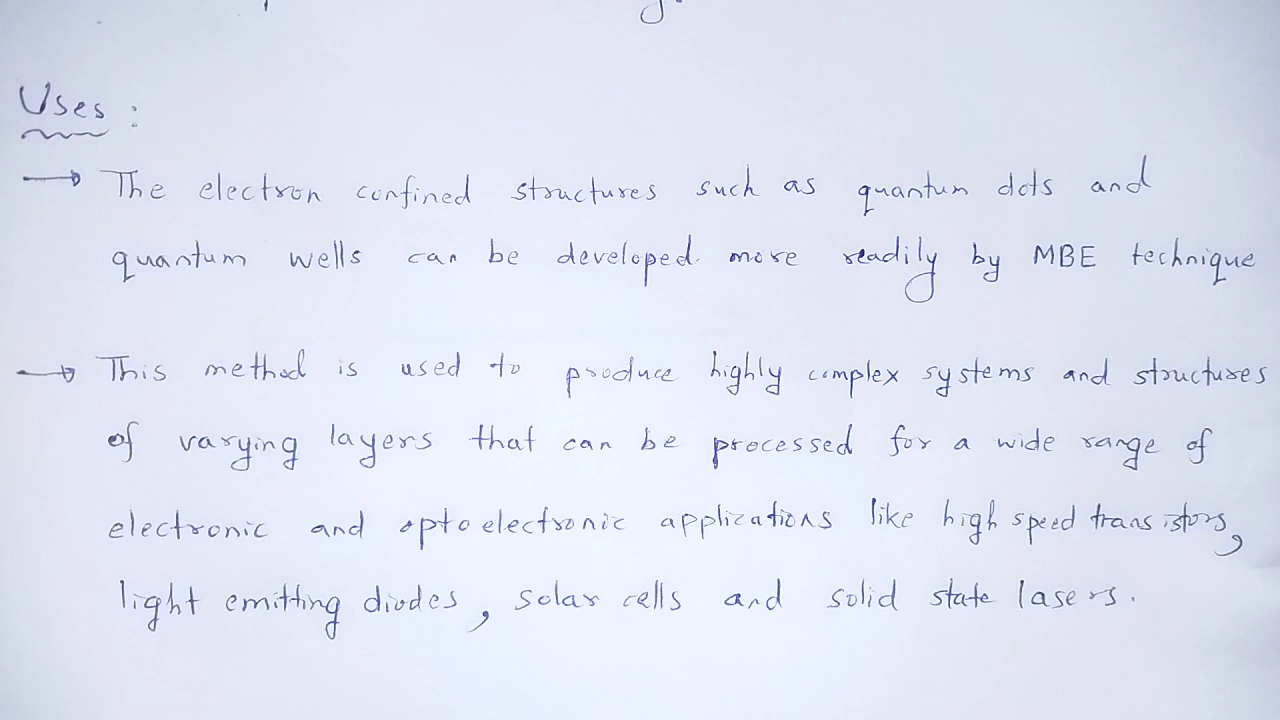 Uses :
→ The electron confined structures such as quantum dots and
quantum wells can be developed more readily by MBE technique
→ This method is used to produce highly complex systems and structures
of varying layers that can be processed for a wide range of
electronic and optoelectronic applications like high speed transistors,
light emitting diodes, solar cells and solid state lasers.